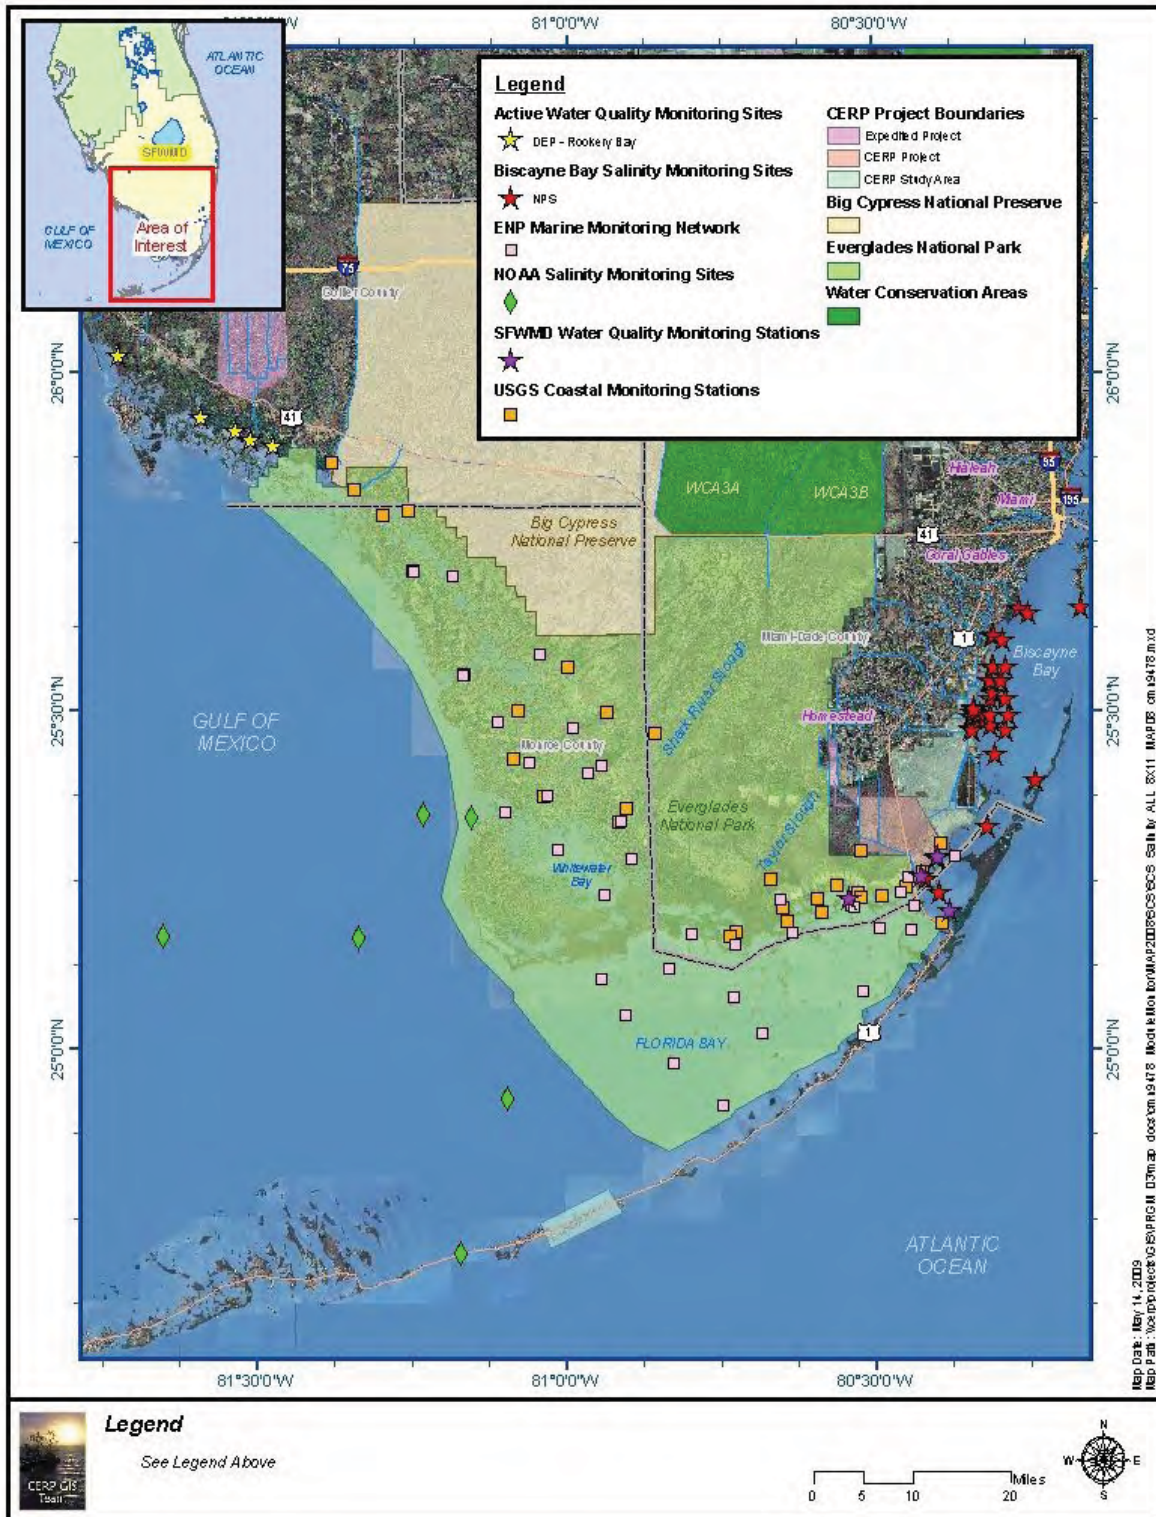 81°0'0"W
80°30'0"W
ATLANTIC
OCEAN
SFWMD
GULF OF
MEXICO
Area of
Interest
Legend
Active Water Quality Monitoring Sites
DEP - Rookery Bay
Biscayne Bay Salinity Monitoring Sites
NPS
ENP Marine Monitoring Network
NOAA Salinity Monitoring Sites
SFWMD Water Quality Monitoring Stations
USGS Coastal Monitoring Stations
CERP Project Boundaries
Expedited Project
CERP Project
CERP Study Area
Big Cypress National Preserve
Everglades National Park
Water Conservation Areas
75
Collier County
26°0'0"N
26°0'0"N
41
95
Hialeah
WCA3A
WCA3B
Miami
195
Big Cypress
National Preserve
41
Coral Gables
Miami-Dade County
1
Biscayne
Bay
Shark River Slough
25°30'0"N
25°30'0"N
GULF OF
MEXICO
Homestead
Monroe County
Everglades
National Park
Taylor Slough
Whitewater
Bay
25°0'0"N
25°0'0"N
FLORIDA BAY
1
ATLANTIC
OCEAN
81°30'0"W
81°0'0"W
80°30'0"W
Map Date: May 14, 2009
Legend
See Legend Above
CERP GIS
Team
0 5 10 20
Miles
N
W
E
S